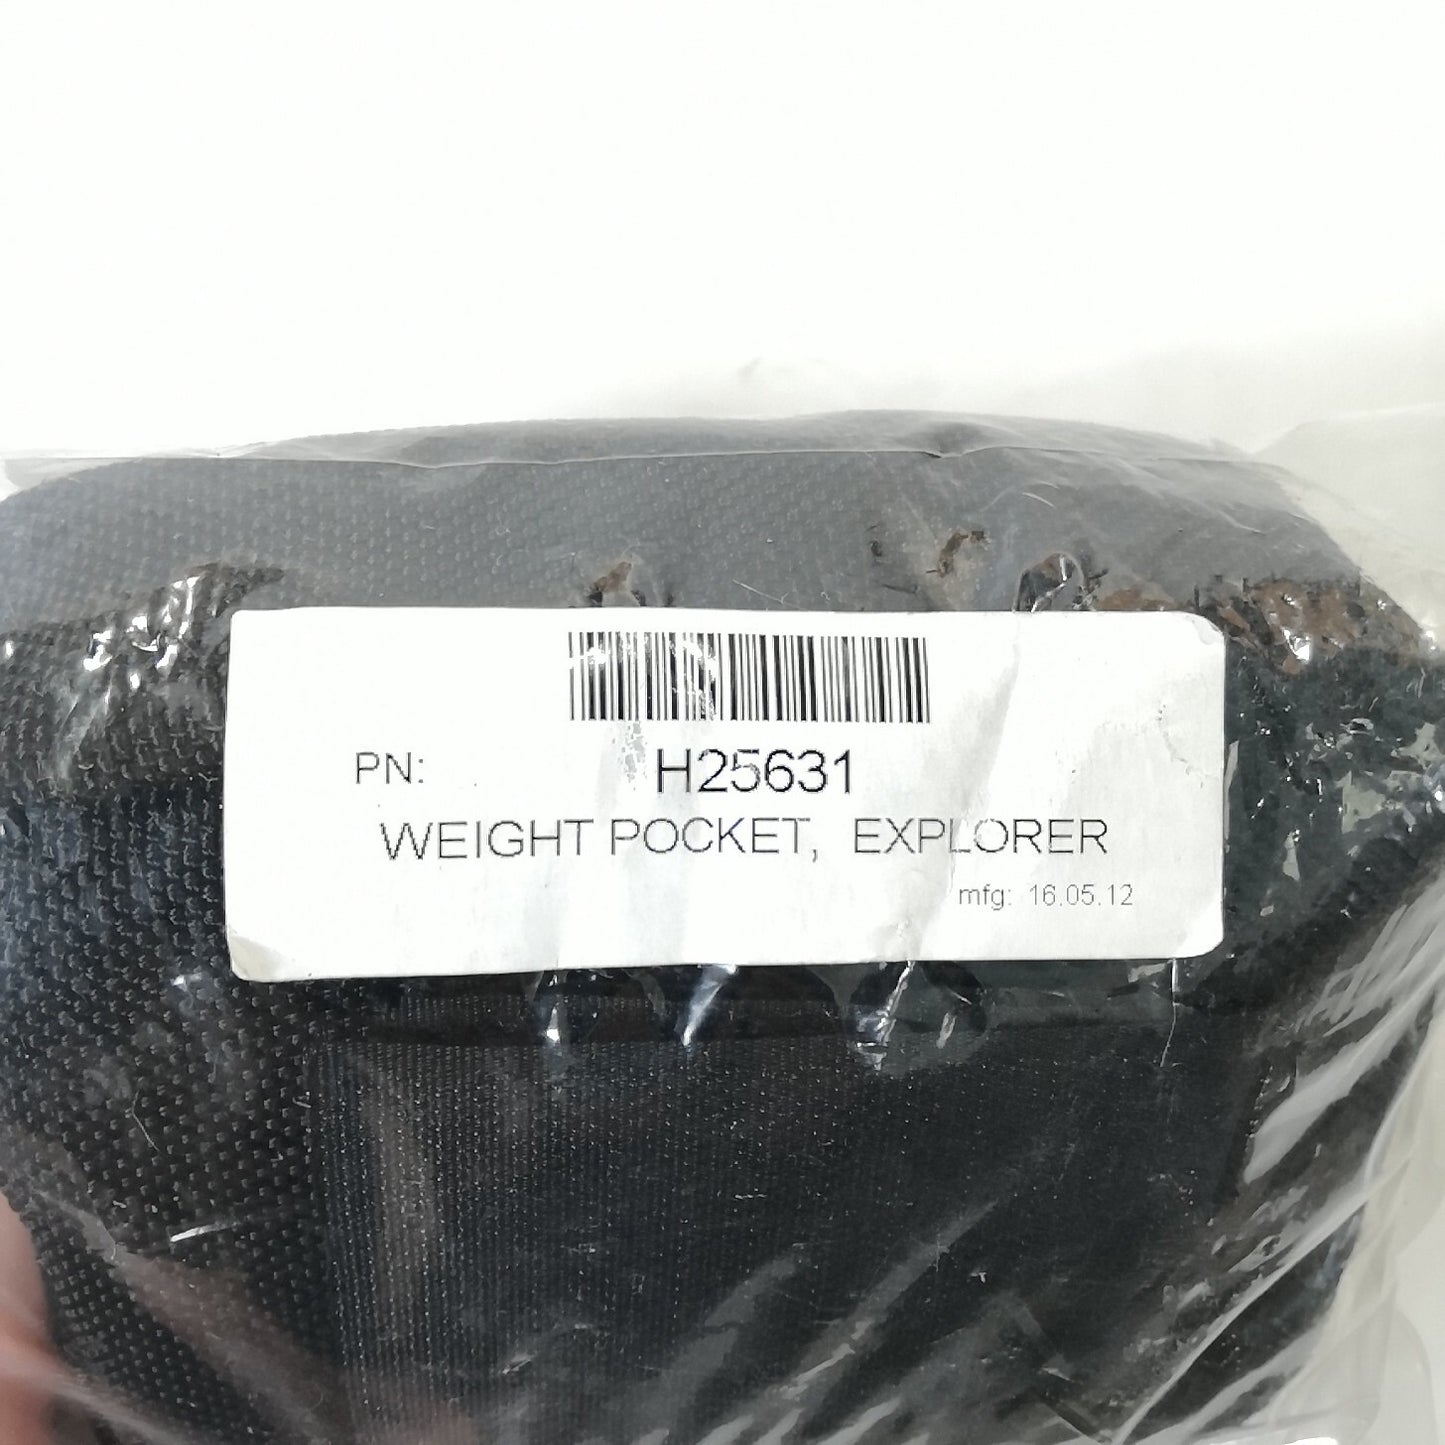 PN: H25631
WEIGHT POCKET, EXPLORER
mfg: 16.05.12